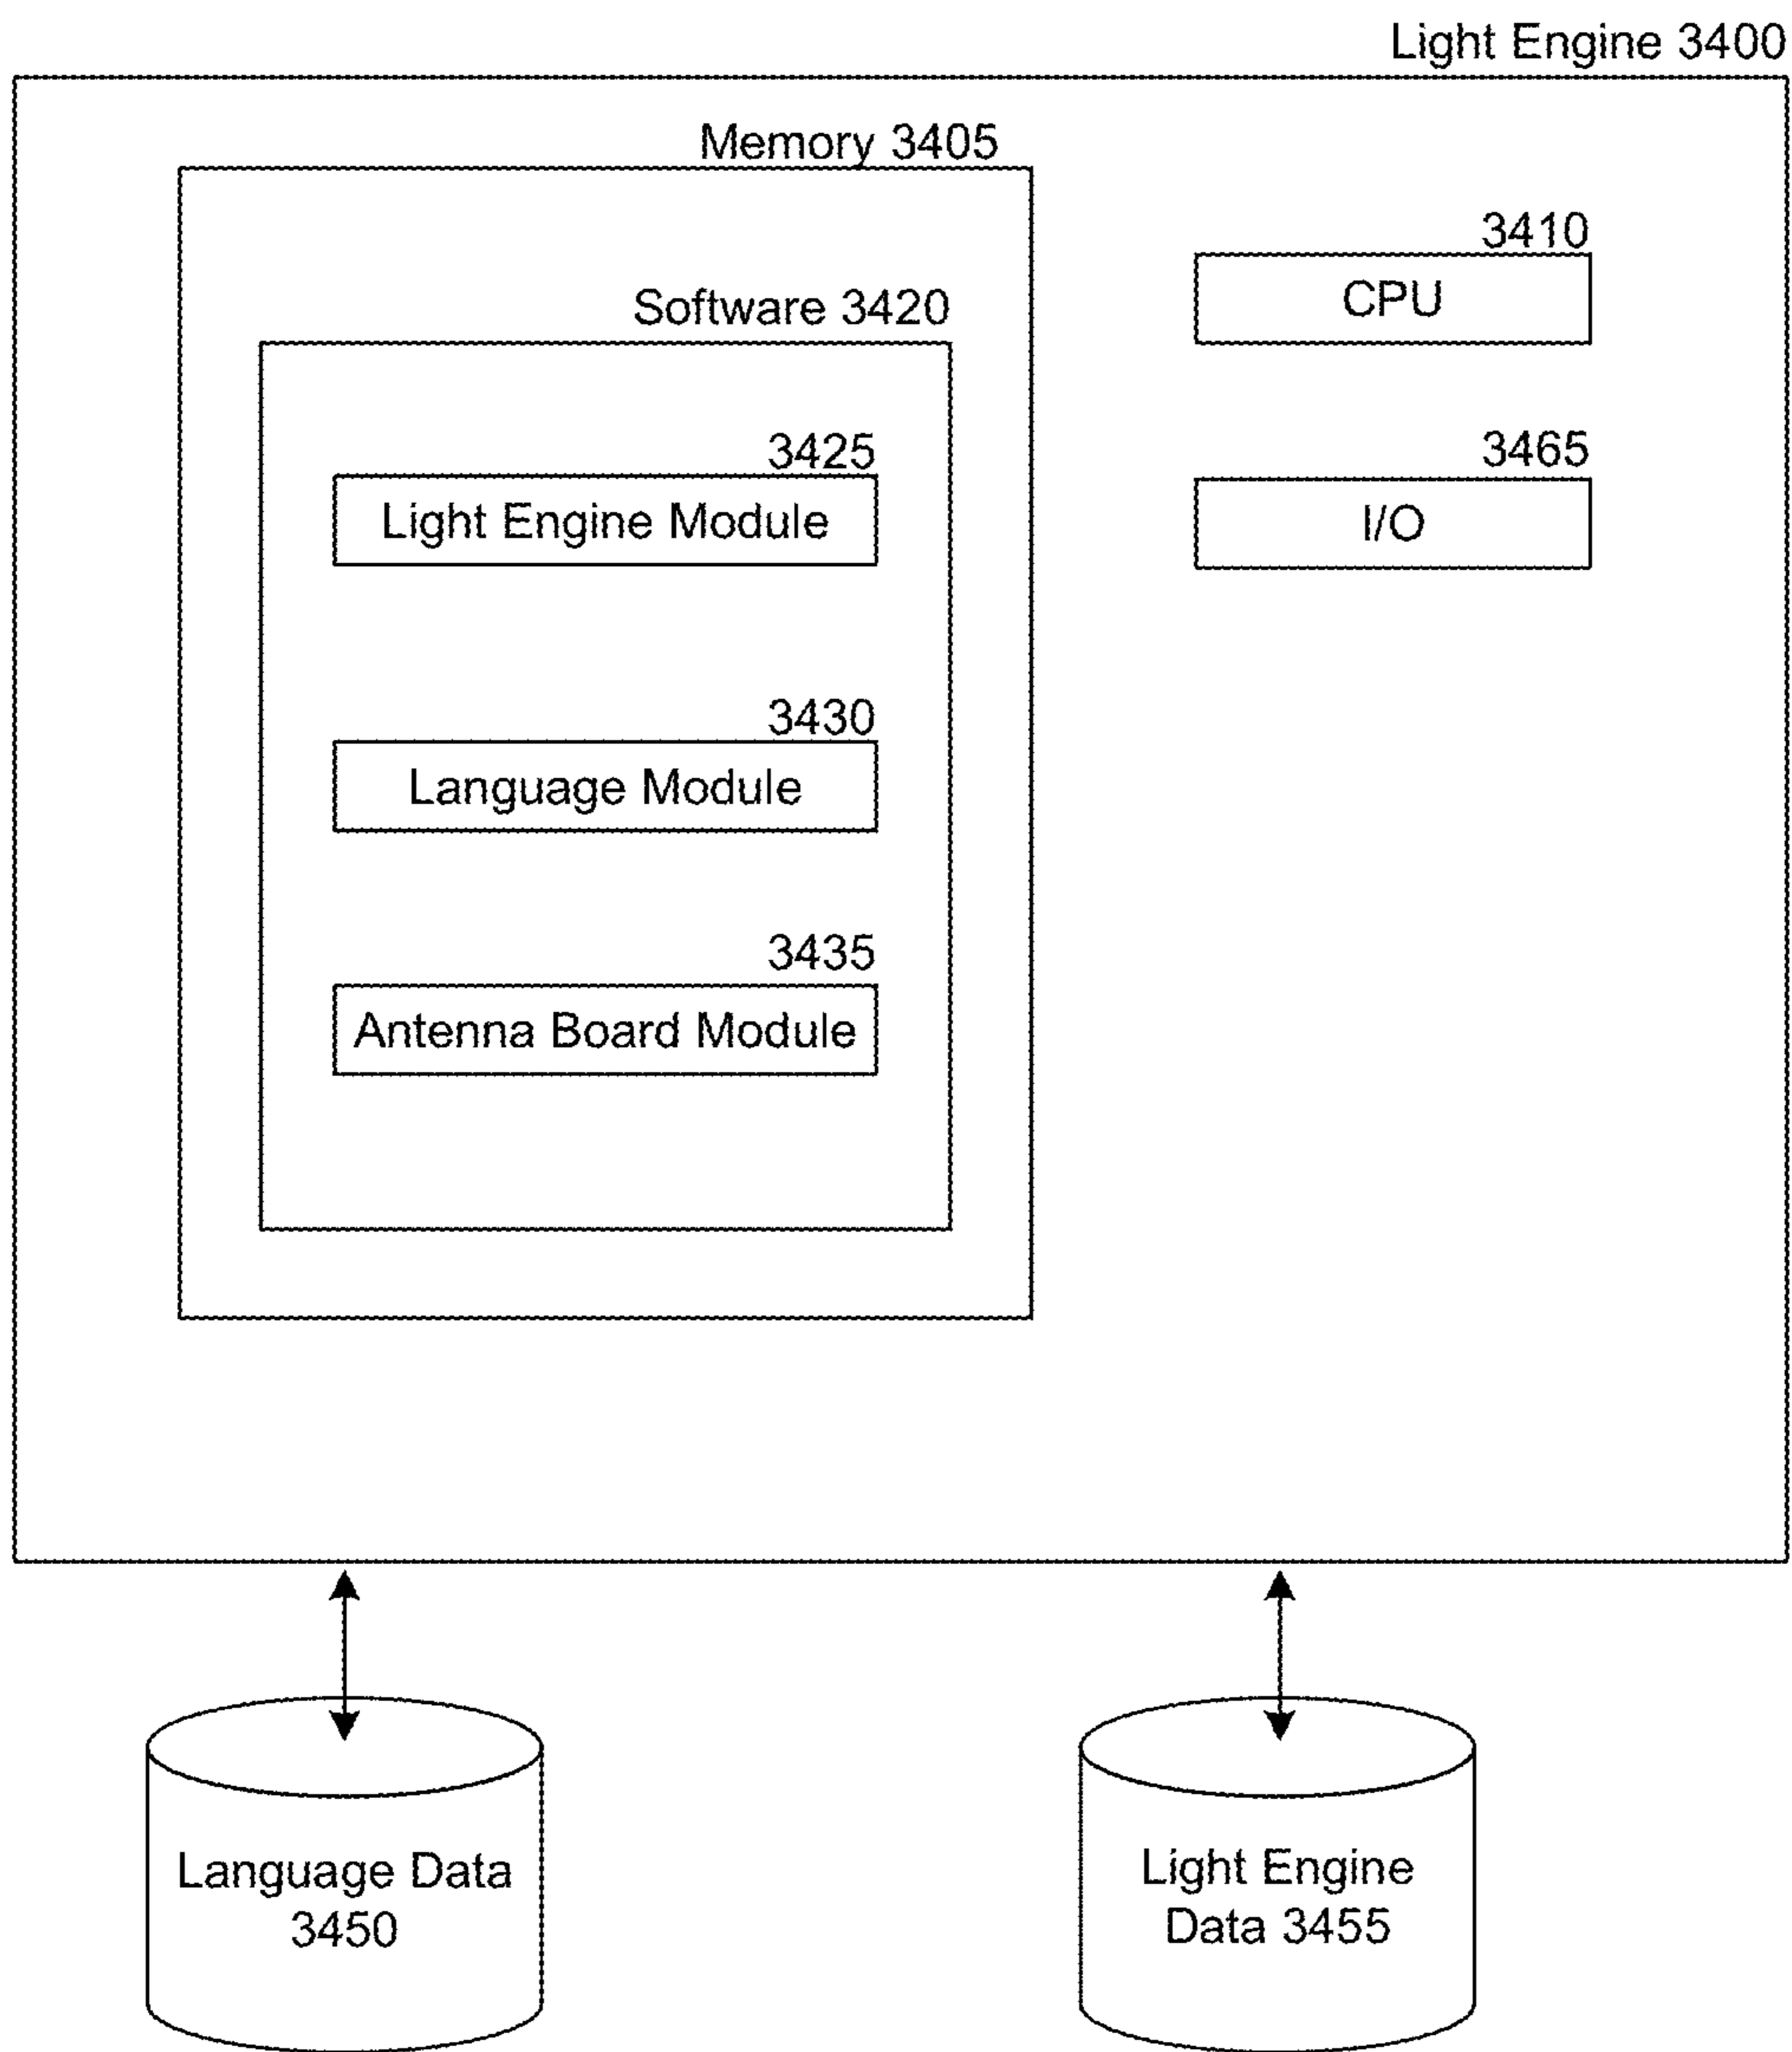 Light Engine 3400
Memory 3405
3410
CPU
Software 3420
3425
Light Engine Module
3465
I/O
3430
Language Module
3435
Antenna Board Module
Language Data
3450
Light Engine
Data 3455